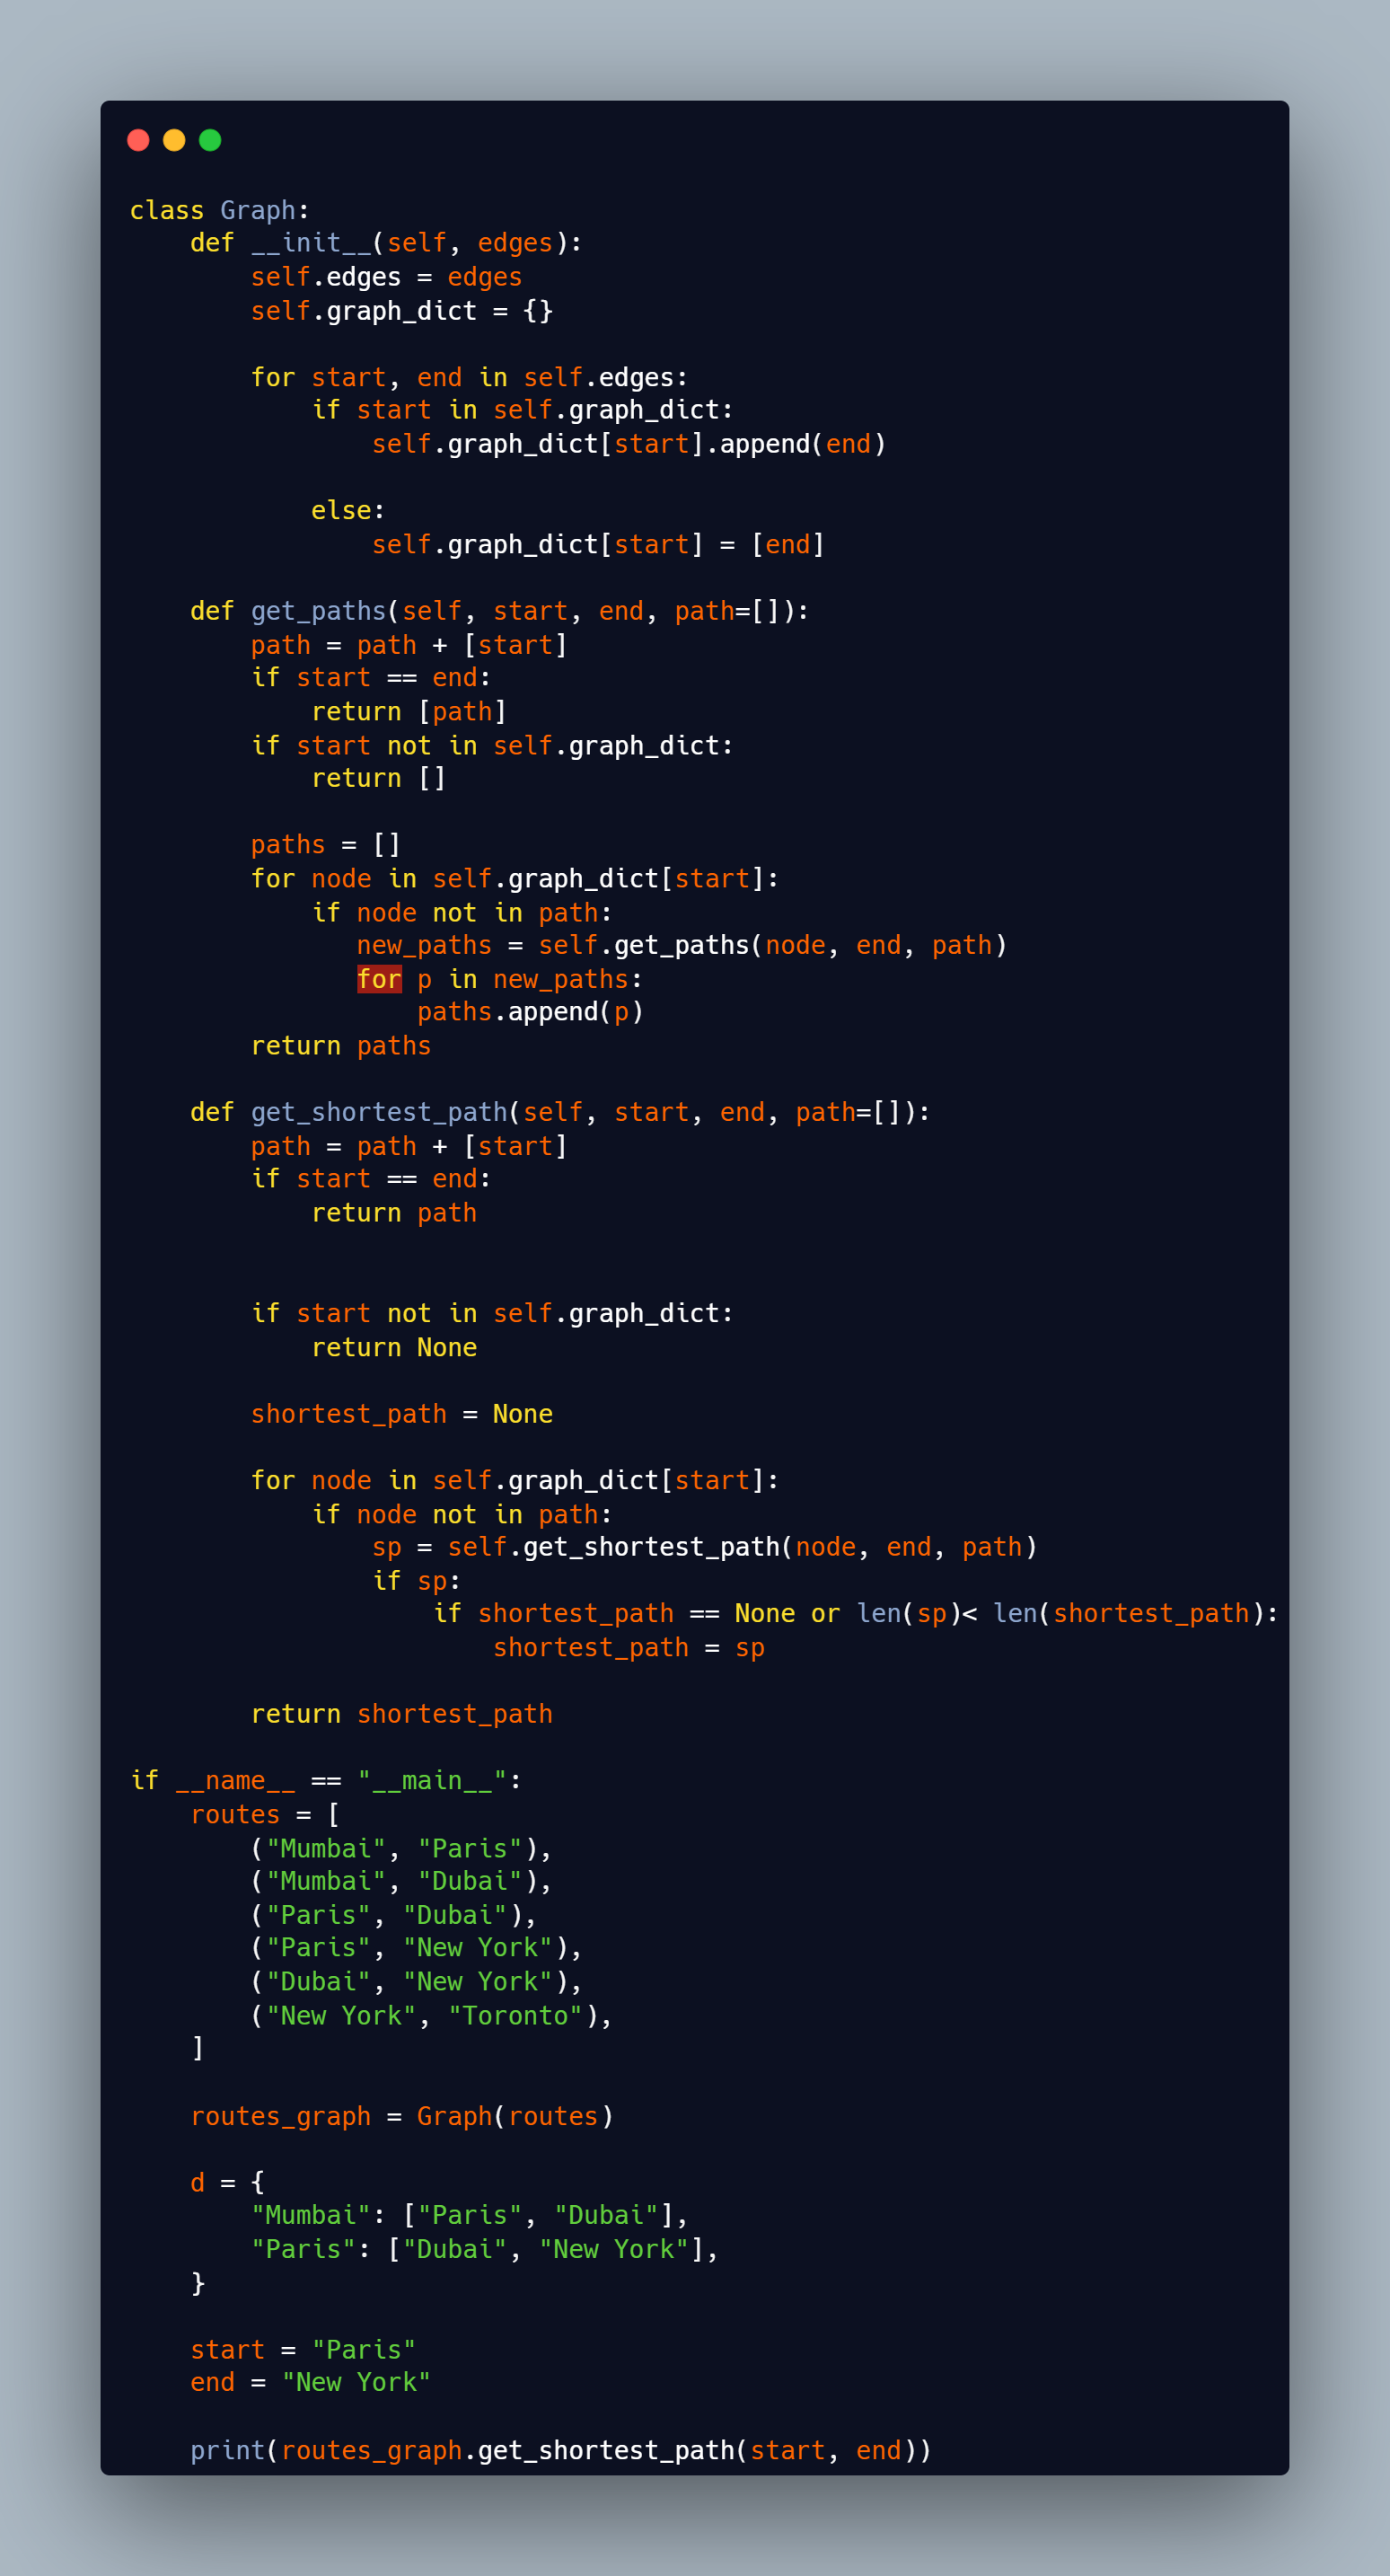 class Graph:
    def __init__(self, edges):
        self.edges = edges
        self.graph_dict = {}

        for start, end in self.edges:
            if start in self.graph_dict:
                self.graph_dict[start].append(end)

            else:
                self.graph_dict[start] = [end]

    def get_paths(self, start, end, path=[]):
        path = path + [start]
        if start == end:
            return [path]
        if start not in self.graph_dict:
            return []

        paths = []
        for node in self.graph_dict[start]:
            if node not in path:
               new_paths = self.get_paths(node, end, path)
               for p in new_paths:
                   paths.append(p)
        return paths

    def get_shortest_path(self, start, end, path=[]):
        path = path + [start]
        if start == end:
            return path


        if start not in self.graph_dict:
            return None

        shortest_path = None

        for node in self.graph_dict[start]:
            if node not in path:
                sp = self.get_shortest_path(node, end, path)
                if sp:
                    if shortest_path == None or len(sp)< len(shortest_path):
                        shortest_path = sp

        return shortest_path

if __name__ == "__main__":
    routes = [
        ("Mumbai", "Paris"),
        ("Mumbai", "Dubai"),
        ("Paris", "Dubai"),
        ("Paris", "New York"),
        ("Dubai", "New York"),
        ("New York", "Toronto"),
    ]

    routes_graph = Graph(routes)

    d = {
        "Mumbai": ["Paris", "Dubai"],
        "Paris": ["Dubai", "New York"],
    }

    start = "Paris"
    end = "New York"

    print(routes_graph.get_shortest_path(start, end))